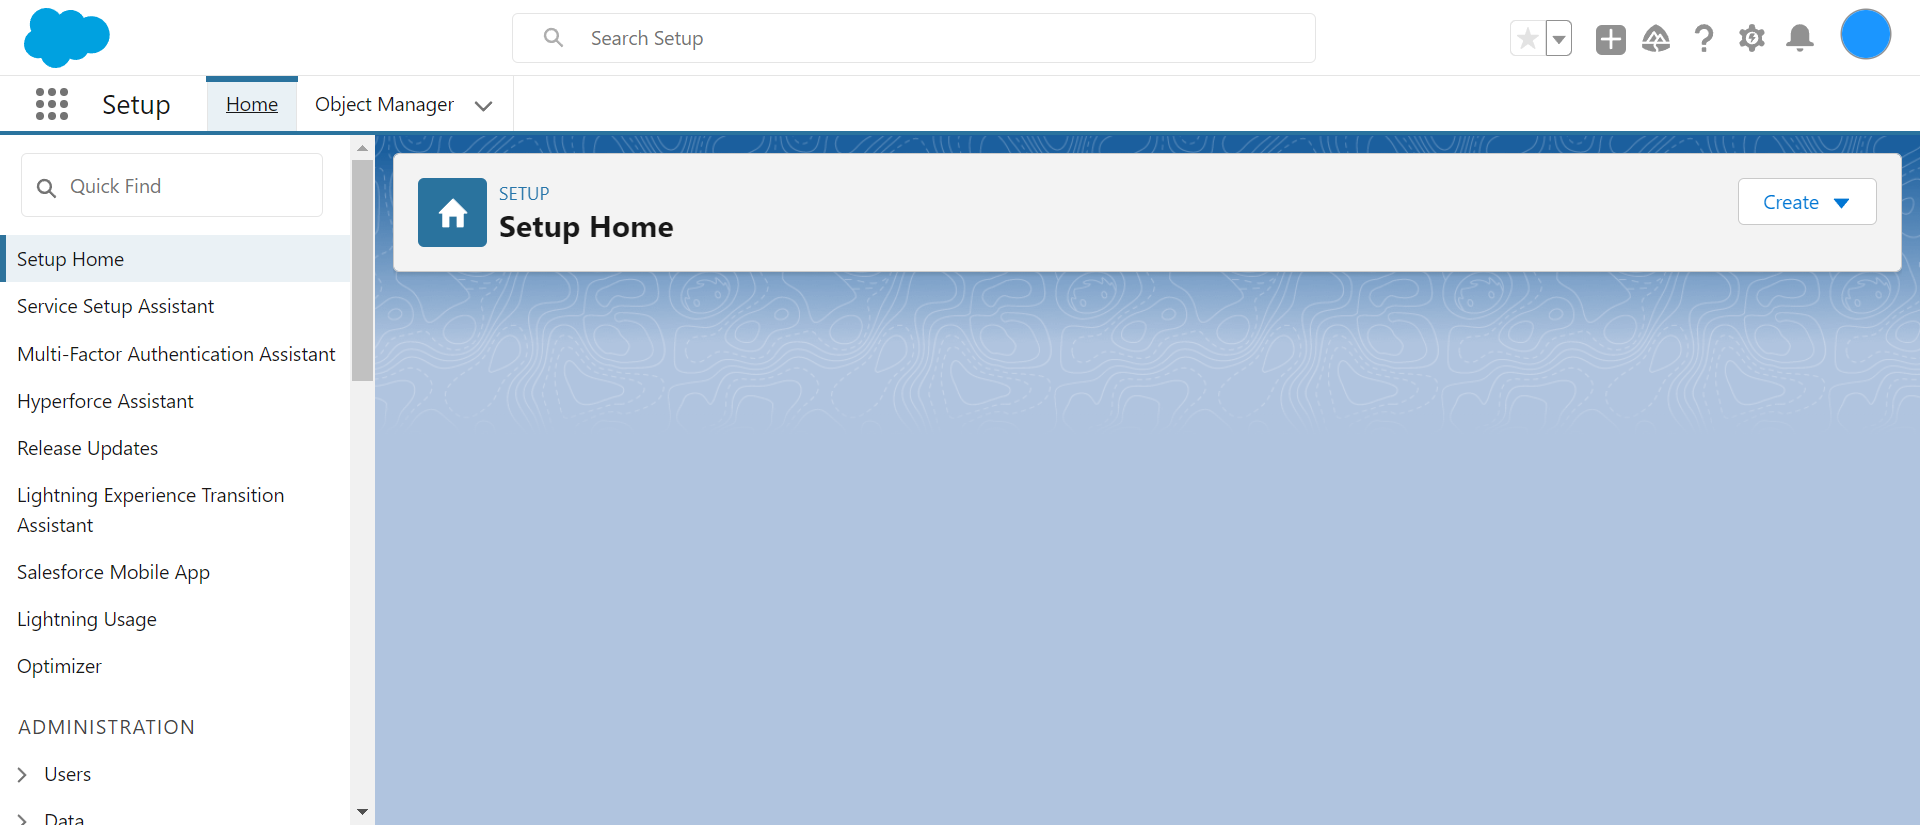 Search Setup
Setup
Home
Object Manager
Quick Find
Setup Home
Service Setup Assistant
Multi-Factor Authentication Assistant
Hyperforce Assistant
Release Updates
Lightning Experience Transition
Assistant
Salesforce Mobile App
Lightning Usage
Optimizer
ADMINISTRATION
Users
Data
SETUP
Setup Home
Create